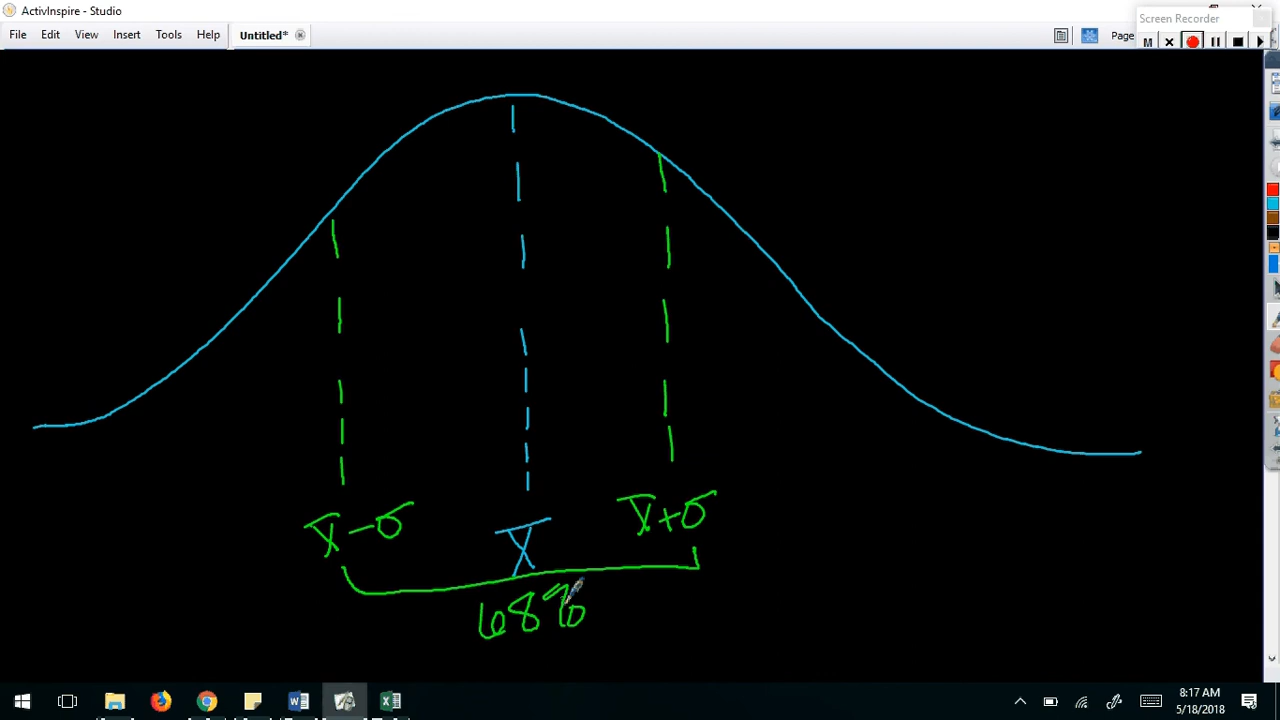 ActivInspire - Studio
Screen Recorder
File Edit View Insert Tools Help Untitled* Page
M
X̅-σ X̅ X̅+σ
68%
8:17 AM
5/18/2018